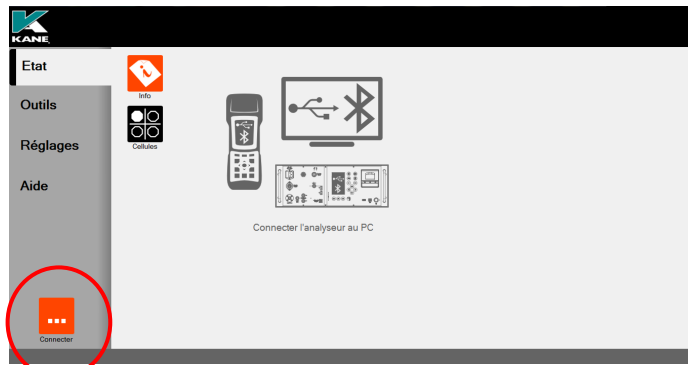 KANE
Etat
Outils
Réglages
Aide
Info
Cellules
Connecter l'analyseur au PC
Connecter